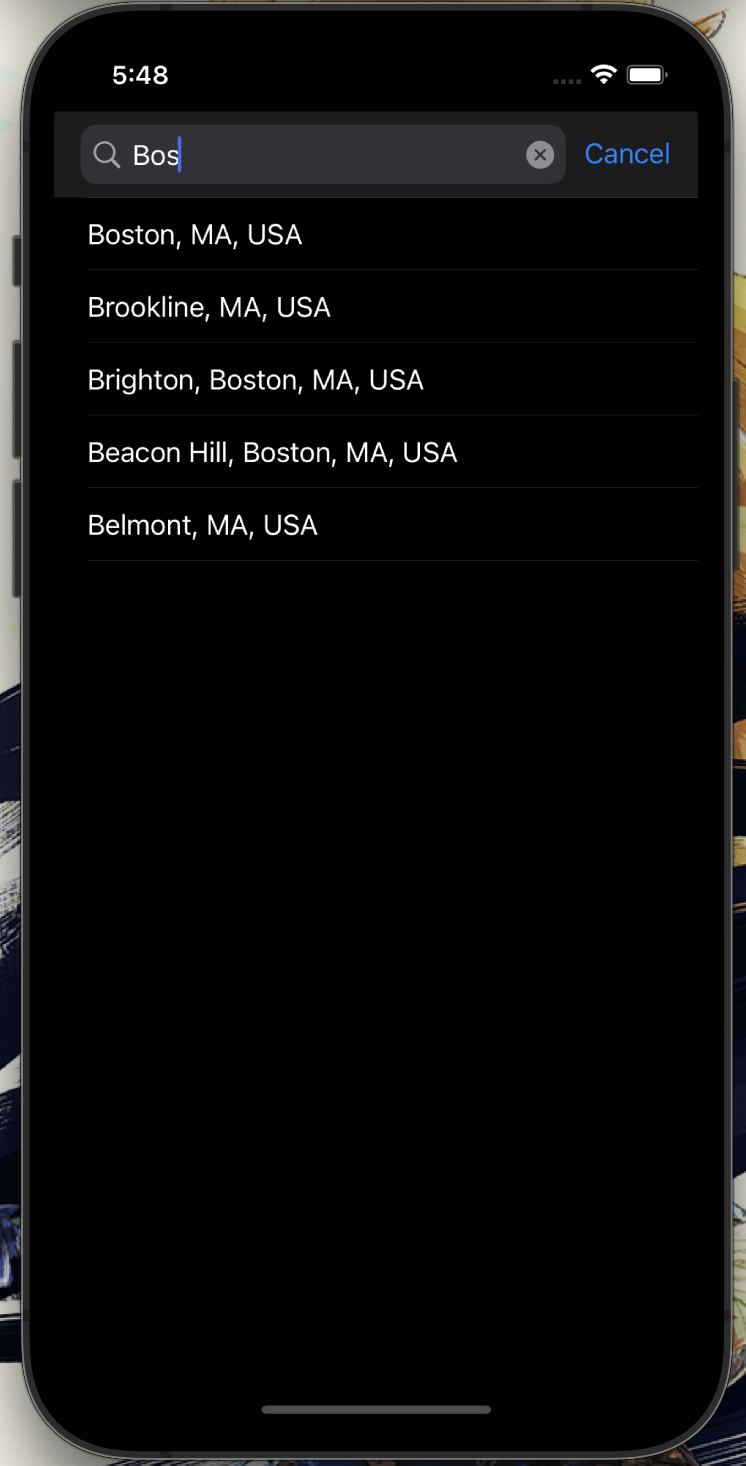 5:48
Bos
Cancel
Boston, MA, USA
Brookline, MA, USA
Brighton, Boston, MA, USA
Beacon Hill, Boston, MA, USA
Belmont, MA, USA